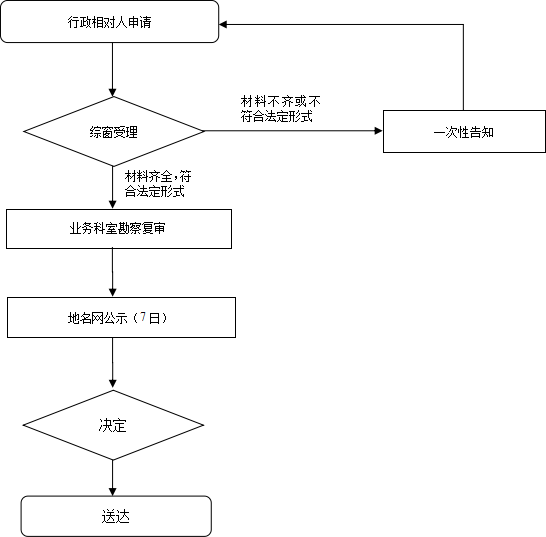 行政相对人申请
材料不齐或不
符合法定形式
综窗受理
一次性告知
材料齐全，符
合法定形式
业务科室勘察复审
地名网公示（7日）
决定
送达